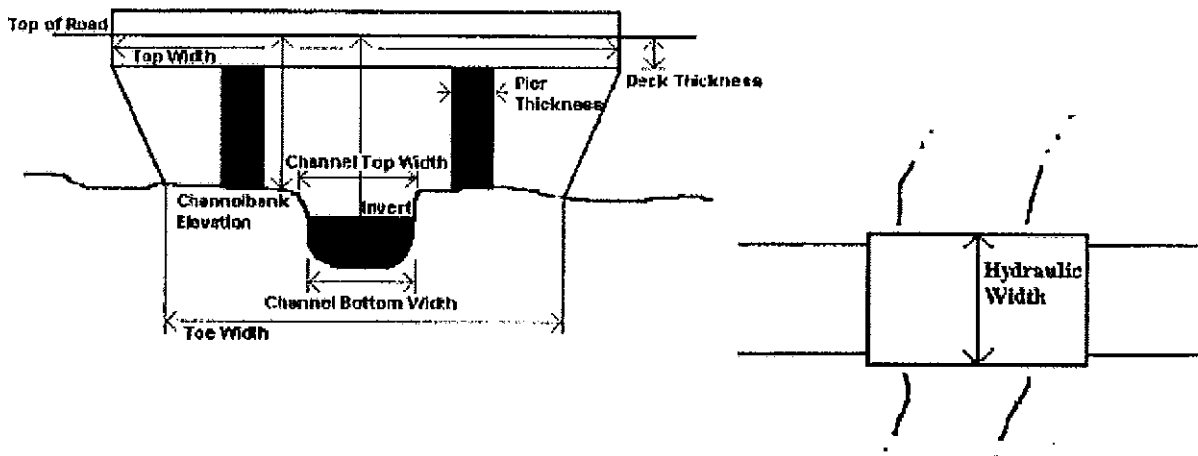 Top of Road
Top Width
Pier
Thickness
Deck Thickness
Channel Top Width
Channelbank
Elevation
Invert
Channel Bottom Width
Toe Width
Hydraulic
Width